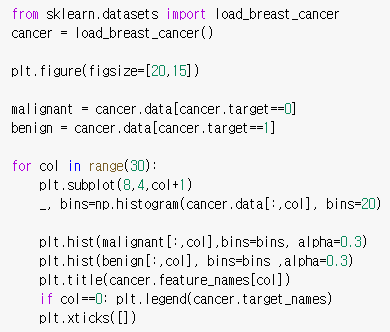 from sklearn.datasets import load_breast_cancer
cancer = load_breast_cancer()
plt.figure(figsize=[20,15])
malignant = cancer.data[cancer.target==0]
benign = cancer.data[cancer.target==1]
for col in range(30):
    plt.subplot(8,4,col+1)
    _, bins=np.histogram(cancer.data[:,col], bins=20)
    plt.hist(malignant[:,col],bins=bins, alpha=0.3)
    plt.hist(benign[:,col], bins=bins ,alpha=0.3)
    plt.title(cancer.feature_names[col])
    if col==0: plt.legend(cancer.target_names)
    plt.xticks([])